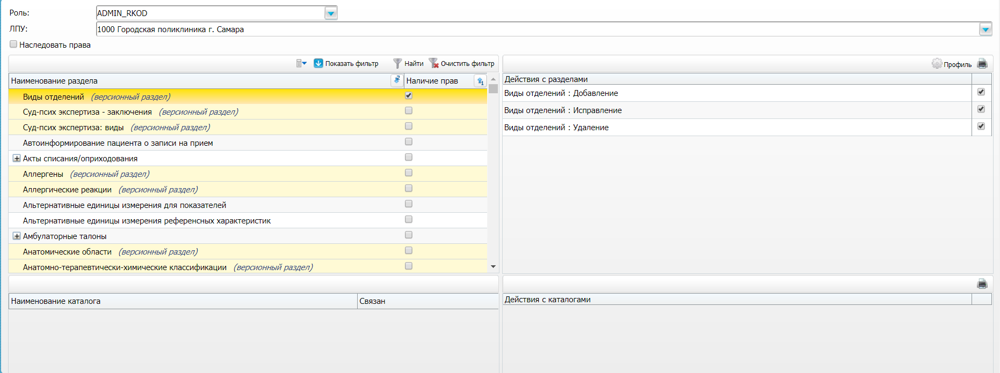 Роль: ADMIN_RKOD
ЛПУ: 1000 Городская поликлиника г. Самара
Наследовать права
Показать фильтр Найти Очистить фильтр
Наименование раздела 2 Наличие прав 1
Виды отделений (версионный раздел)
Суд-псих экспертиза - заключения (версионный раздел)
Суд-псих экспертиза: виды (версионный раздел)
Автоинформирование пациента о записи на прием
Акты списания/оприходования
Аллергены (версионный раздел)
Аллергические реакции (версионный раздел)
Альтернативные единицы измерения для показателей
Альтернативные единицы измерения референсных характеристик
Амбулаторные талоны
Анатомические области (версионный раздел)
Анатомно-терапевтически-химические классификации (версионный раздел)
Профиль
Действия с разделами
Виды отделений : Добавление
Виды отделений : Исправление
Виды отделений : Удаление
Наименование каталога Связан
Действия с каталогами